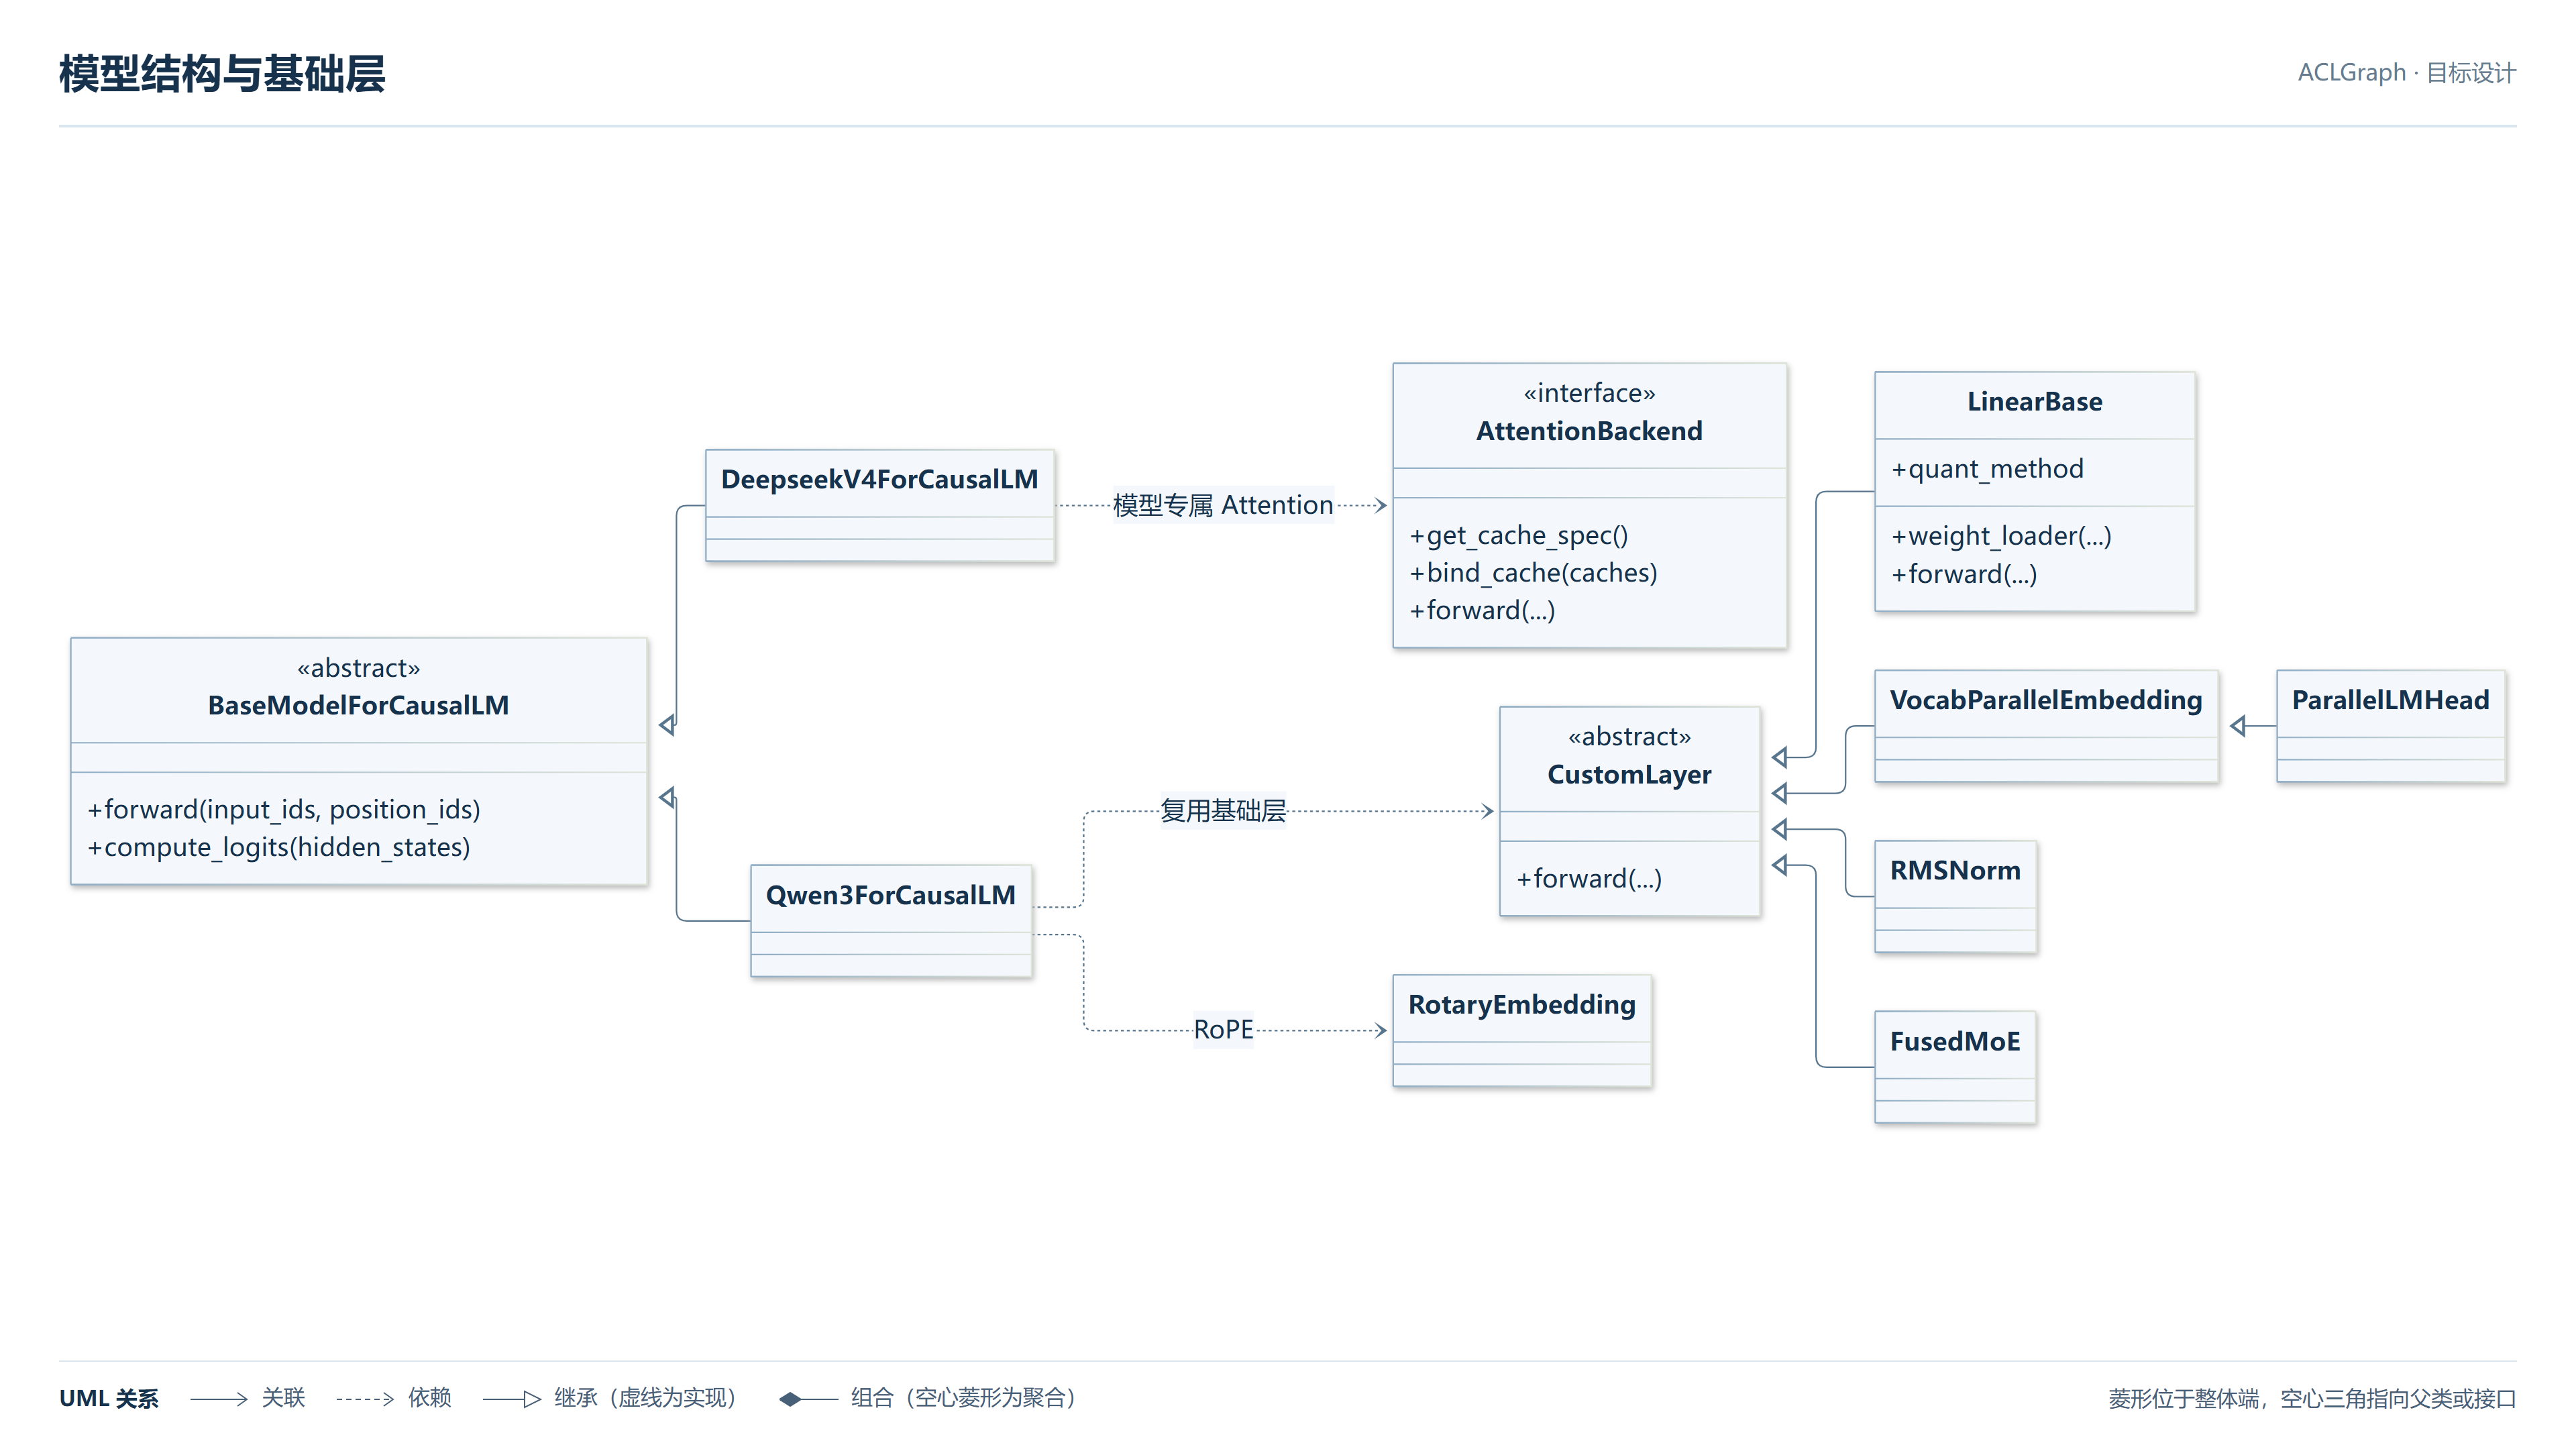 模型结构与基础层
ACLGraph · 目标设计
«interface»
AttentionBackend
+get_cache_spec()
+bind_cache(caches)
+forward(...)
LinearBase
+quant_method
+weight_loader(...)
+forward(...)
DeepseekV4ForCausalLM
模型专属 Attention
«abstract»
BaseModelForCausalLM
+forward(input_ids, position_ids)
+compute_logits(hidden_states)
«abstract»
CustomLayer
+forward(...)
VocabParallelEmbedding
ParallelLMHead
复用基础层
RMSNorm
Qwen3ForCausalLM
RoPE
RotaryEmbedding
FusedMoE
UML 关系
关联
依赖
继承（虚线为实现）
组合（空心菱形为聚合）
菱形位于整体端，空心三角指向父类或接口